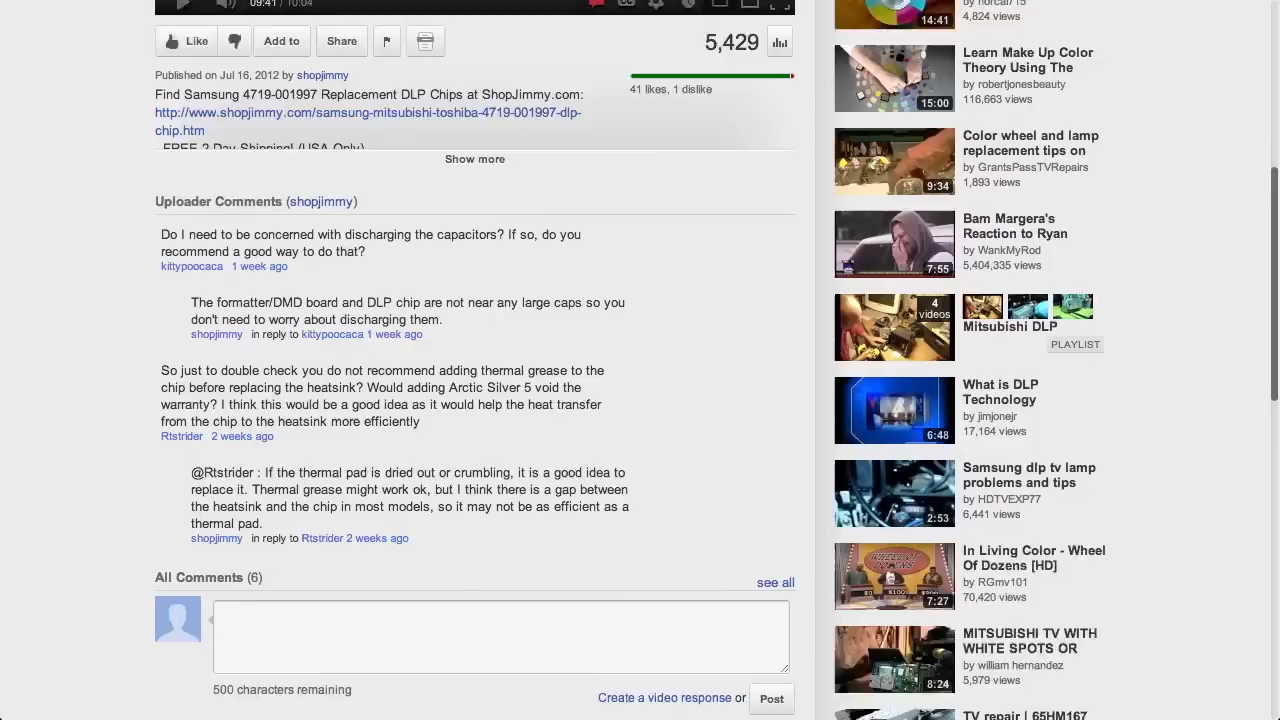 09:41 / 10:04
Like
Add to
Share
5,429
Published on Jul 16, 2012 by shopjimmy
41 likes, 1 dislike
Find Samsung 4719-001997 Replacement DLP Chips at ShopJimmy.com:
http://www.shopjimmy.com/samsung-mitsubishi-toshiba-4719-001997-dlp-
chip.htm
FREE 2 Day Shipping! (USA Only)
Show more
Uploader Comments (shopjimmy)
Do I need to be concerned with discharging the capacitors? If so, do you
recommend a good way to do that?
kittypoocaca 1 week ago
The formatter/DMD board and DLP chip are not near any large caps so you
don't need to worry about discharging them.
shopjimmy in reply to kittypoocaca 1 week ago
So just to coume check you do not recommend adding thermal grease to the
chip before replacing the heatsink? Would adding Arctic Silver 5 void the
warranty? I think this would be a good idea as it would help the heat transfer
from the chip to the heatsink more efficiently
Rtstrider 2 weeks ago
@Rtstrider : If the thermal pad is dried out or crumbling, it is a good idea to
replace it. Thermal grease might work ok, but I think there is a gap between
the heatsink and the chip in most models, so it may not be as efficient as a
thermal pad.
shopjimmy in reply to Rtstrider 2 weeks ago
All Comments (6)
see all
500 characters remaining
Create a video response or
Post
14:41
by norcal715
4,824 views
15:00
Learn Make Up Color
Theory Using The
by robertjonesbeauty
116,663 views
9:34
Color wheel and lamp
replacement tips on
by GrantsPassTVRepairs
1,893 views
7:55
Bam Margera's
Reaction to Ryan
by WankMyRod
5,404,335 views
4
videos
Mitsubishi DLP
PLAYLIST
6:48
What is DLP
Technology
by jimjonejr
17,164 views
2:53
Samsung dlp tv lamp
problems and tips
by HDTVEXP77
6,441 views
WHEEL OF
DOZENS
7:27
In Living Color - Wheel
Of Dozens [HD]
by RGmv101
70,420 views
8:24
MITSUBISHI TV WITH
WHITE SPOTS OR
by william hernandez
5,979 views
TV repair | 65HM167